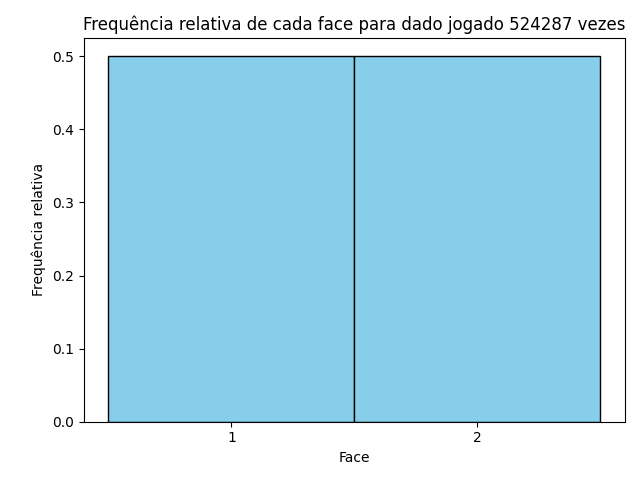 Frequência relativa de cada face para dado jogado 524287 vezes
0.5
0.4
0.3
0.2
0.1
0.0
Frequência relativa
1 2
Face